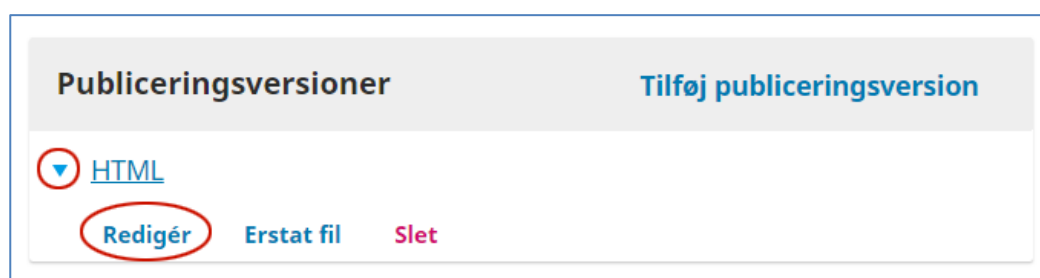 Publiceringsversioner Tilføj publiceringsversion
HTML
Redigér Erstat fil Slet